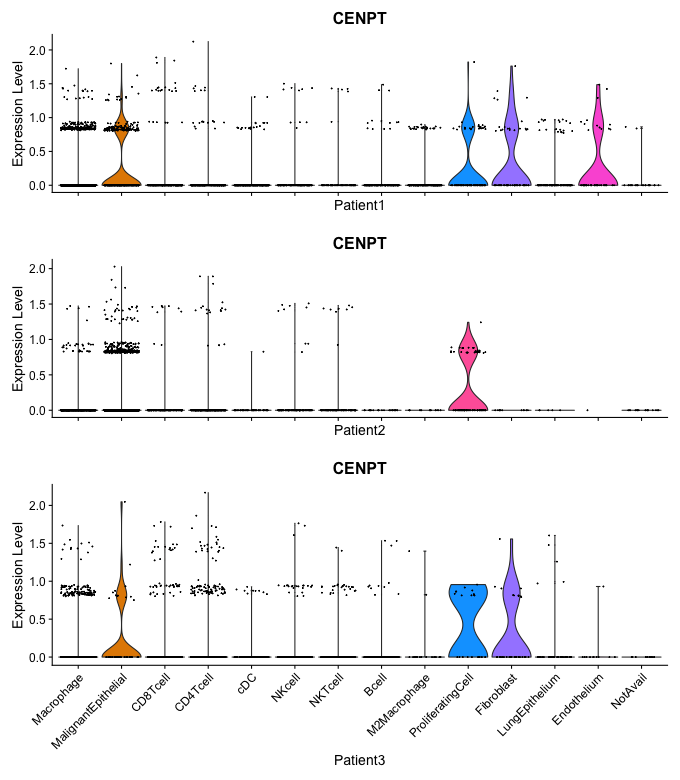 CENPT
Expression Level
2.0
1.5
1.0
0.5
0.0
Patient1
CENPT
Expression Level
2.0
1.5
1.0
0.5
0.0
Patient2
CENPT
Expression Level
2.0
1.5
1.0
0.5
0.0
Macrophage
MalignantEpithelial
CD8Tcell
CD4Tcell
cDC
NKcell
NKTcell
Bcell
M2Macrophage
ProliferatingCell
Fibroblast
LungEpithelium
Endothelium
NotAvail
Patient3